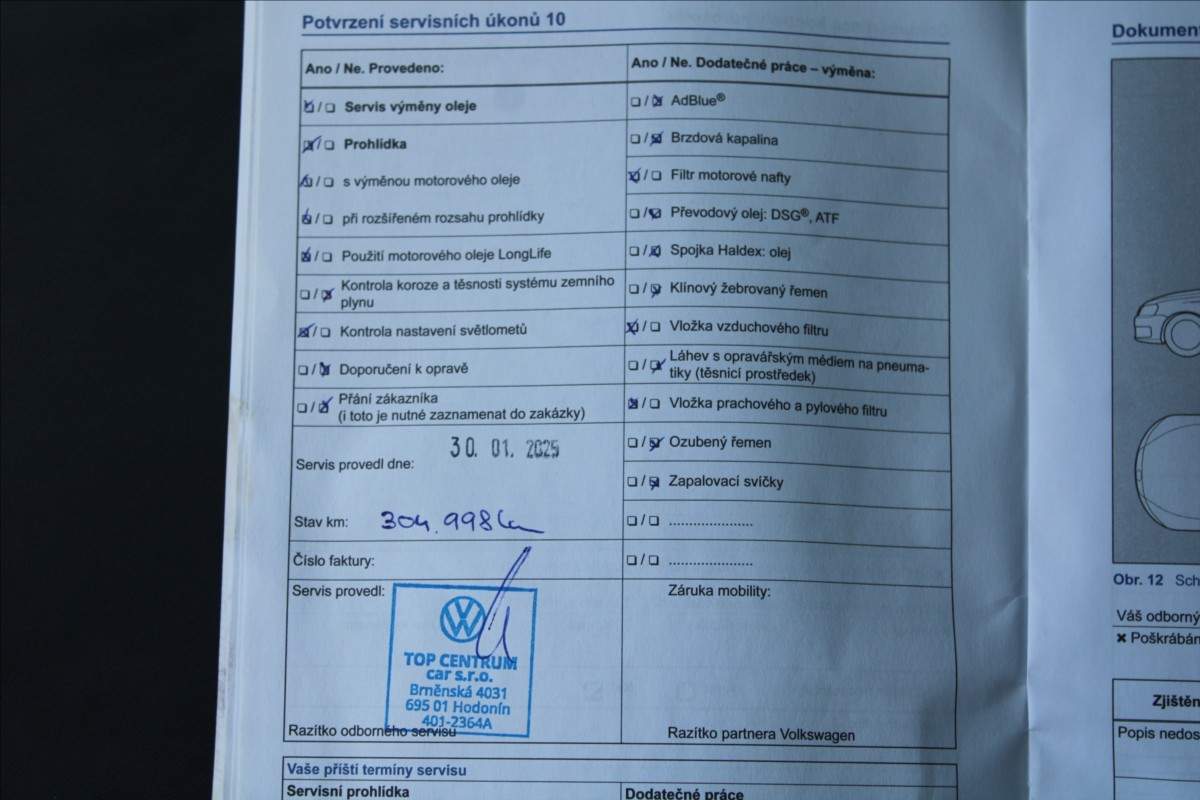 Potvrzení servisních úkonů 10
Ano / Ne. Provedeno:
/ Servis výměny oleje
/ Prohlídka
/ s výměnou motorového oleje
/ při rozšířeném rozsahu prohlídky
/ Použití motorového oleje LongLife
/ Kontrola koroze a těsnosti systému zemního
plynu
/ Kontrola nastavení světlometů
/ Doporučení k opravě
/ Přání zákazníka
(i toto je nutné zaznamenat do zakázky)
Servis provedl dne: 30. 01. 2025
Stav km: 304.998 km
Číslo faktury:
Servis provedl:
VW
TOP CENTRUM
car s.r.o.
Brněnská 4031
695 01 Hodonín
401-2364A
Razítko odborného servisu
Ano / Ne. Dodatečné práce – výměna:
/ AdBlue®
/ Brzdová kapalina
/ Filtr motorové nafty
/ Převodový olej: DSG®, ATF
/ Spojka Haldex: olej
/ Klínový žebrovaný řemen
/ Vložka vzduchového filtru
/ Láhev s opravářským médiem na pneuma-
tiky (těsnicí prostředek)
/ Vložka prachového a pylového filtru
/ Ozubený řemen
/ Zapalovací svíčky
/ .....................
/ .....................
Záruka mobility:
Razítko partnera Volkswagen
Vaše příští termíny servisu
Servisní prohlídka
Dodatečné práce
Dokumen
Obr. 12 Sch
Váš odborný
✖ Poškrábán
Zjištěn
Popis nedos